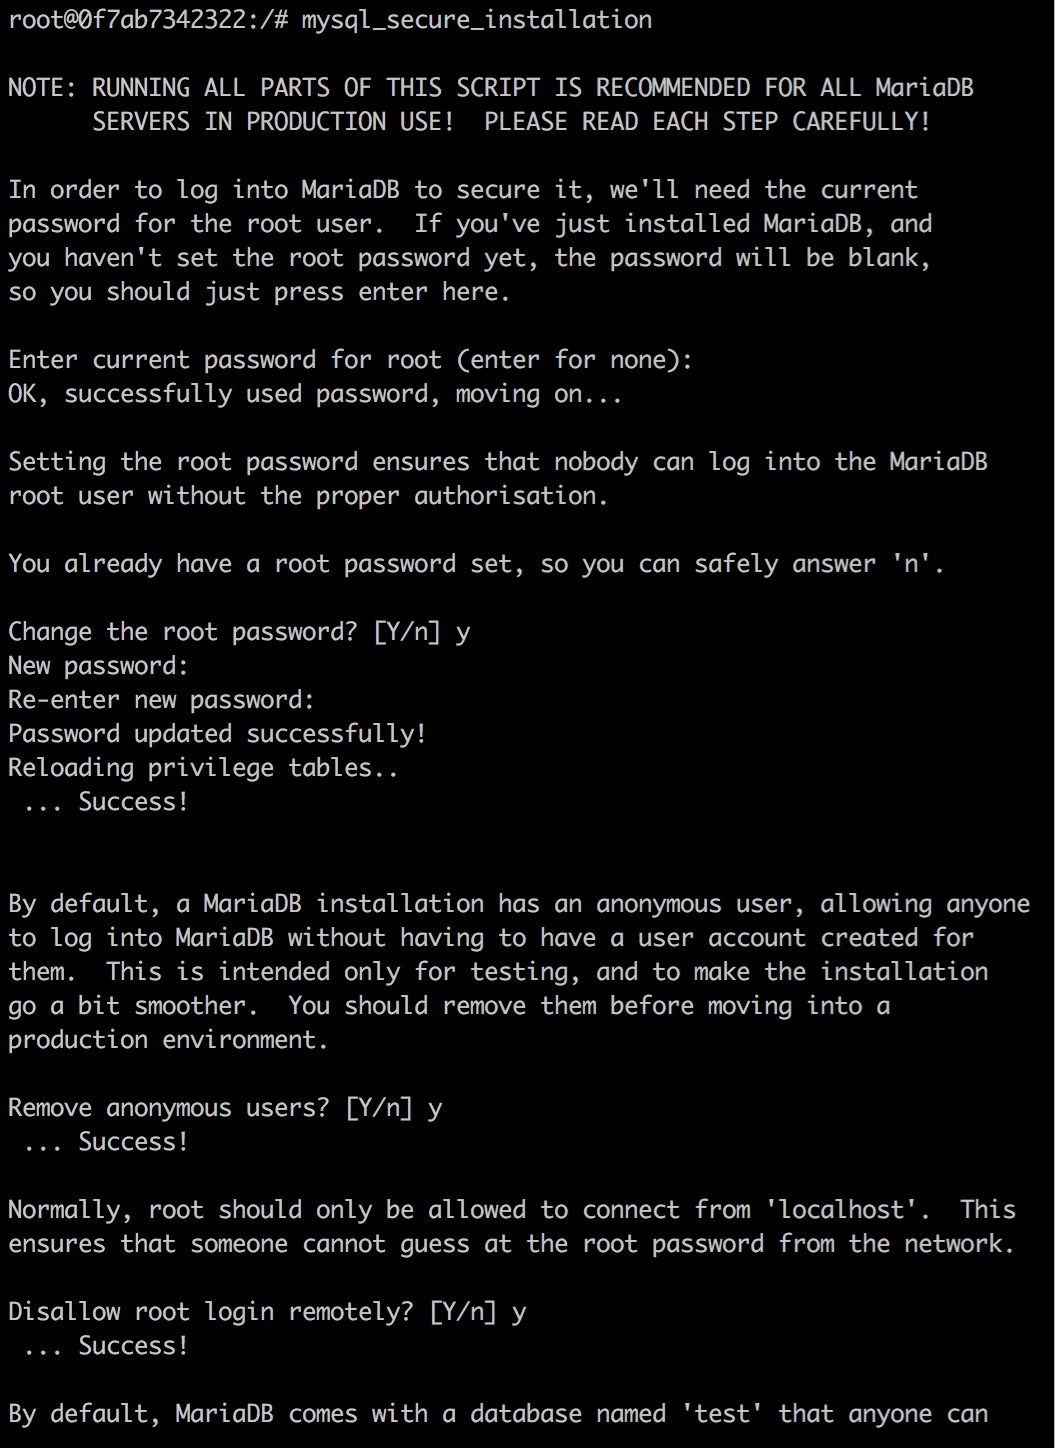 root@0f7ab7342322:/# mysql_secure_installation
NOTE: RUNNING ALL PARTS OF THIS SCRIPT IS RECOMMENDED FOR ALL MariaDB
SERVERS IN PRODUCTION USE!  PLEASE READ EACH STEP CAREFULLY!
In order to log into MariaDB to secure it, we'll need the current
password for the root user.  If you've just installed MariaDB, and
you haven't set the root password yet, the password will be blank,
so you should just press enter here.
Enter current password for root (enter for none):
OK, successfully used password, moving on...
Setting the root password ensures that nobody can log into the MariaDB
root user without the proper authorisation.
You already have a root password set, so you can safely answer 'n'.
Change the root password? [Y/n] y
New password:
Re-enter new password:
Password updated successfully!
Reloading privilege tables..
... Success!
By default, a MariaDB installation has an anonymous user, allowing anyone
to log into MariaDB without having to have a user account created for
them.  This is intended only for testing, and to make the installation
go a bit smoother.  You should remove them before moving into a
production environment.
Remove anonymous users? [Y/n] y
... Success!
Normally, root should only be allowed to connect from 'localhost'.  This
ensures that someone cannot guess at the root password from the network.
Disallow root login remotely? [Y/n] y
... Success!
By default, MariaDB comes with a database named 'test' that anyone can